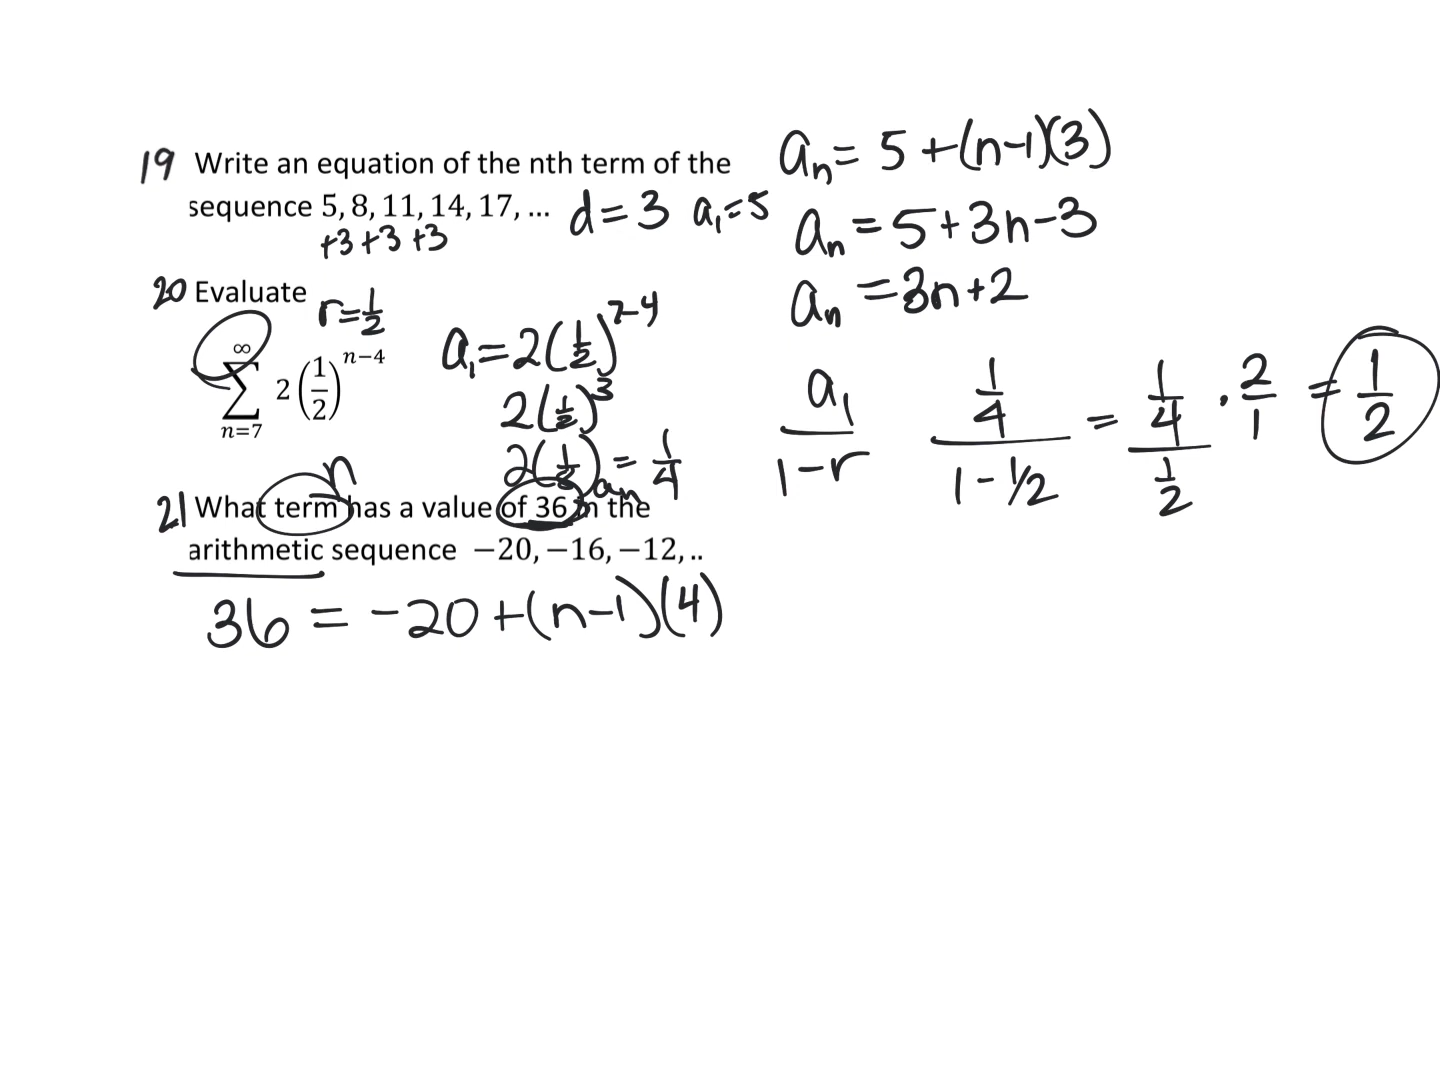 19 Write an equation of the nth term of the
sequence 5, 8, 11, 14, 17, ... d = 3 a₁=5
+3 +3 +3
aₙ = 5 +(n-1)(3)
aₙ = 5+3n-3
aₙ = 3n+2
20 Evaluate r=1/2
∞
Σ 2(1/2)^(n−4)
n=7
a₁ = 2(1/2)^(7-4)
2(1/2)^3
2(1/8) = 1/4
a₁/(1-r) (1/4)/(1-1/2) = (1/4)/(1/2) · 2/1 = 1/2
n
aₙ
21 What term has a value of 36 in the
arithmetic sequence −20, −16, −12, ..
36 = -20 +(n-1)(4)